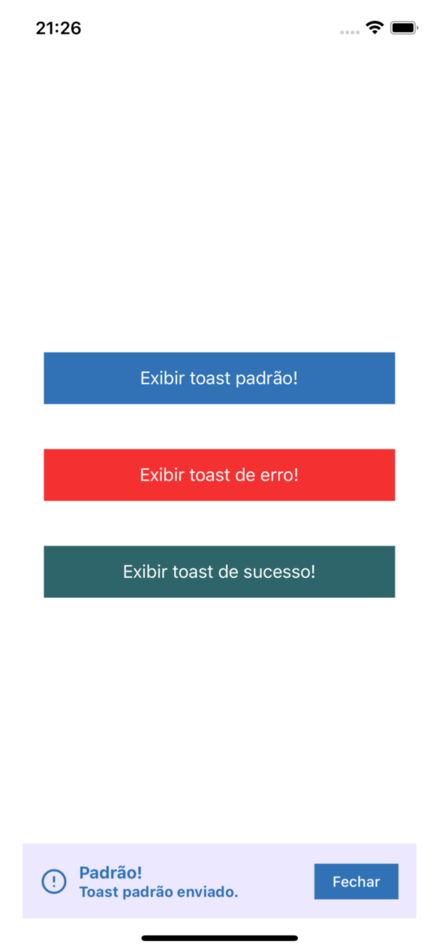 21:26
Exibir toast padrão!
Exibir toast de erro!
Exibir toast de sucesso!
Padrão!
Toast padrão enviado.
Fechar